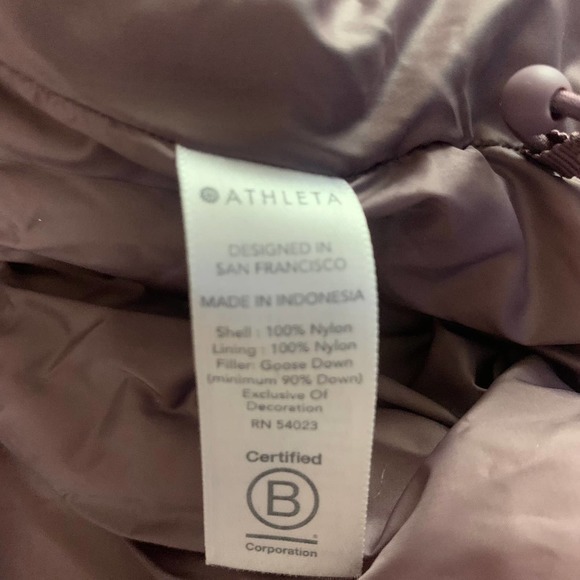 ATHLETA
DESIGNED IN
SAN FRANCISCO
MADE IN INDONESIA
Shell : 100% Nylon
Lining : 100% Nylon
Filler: Goose Down
(minimum 90% Down)
Exclusive Of
Decoration
RN 54023
Certified
B
Corporation